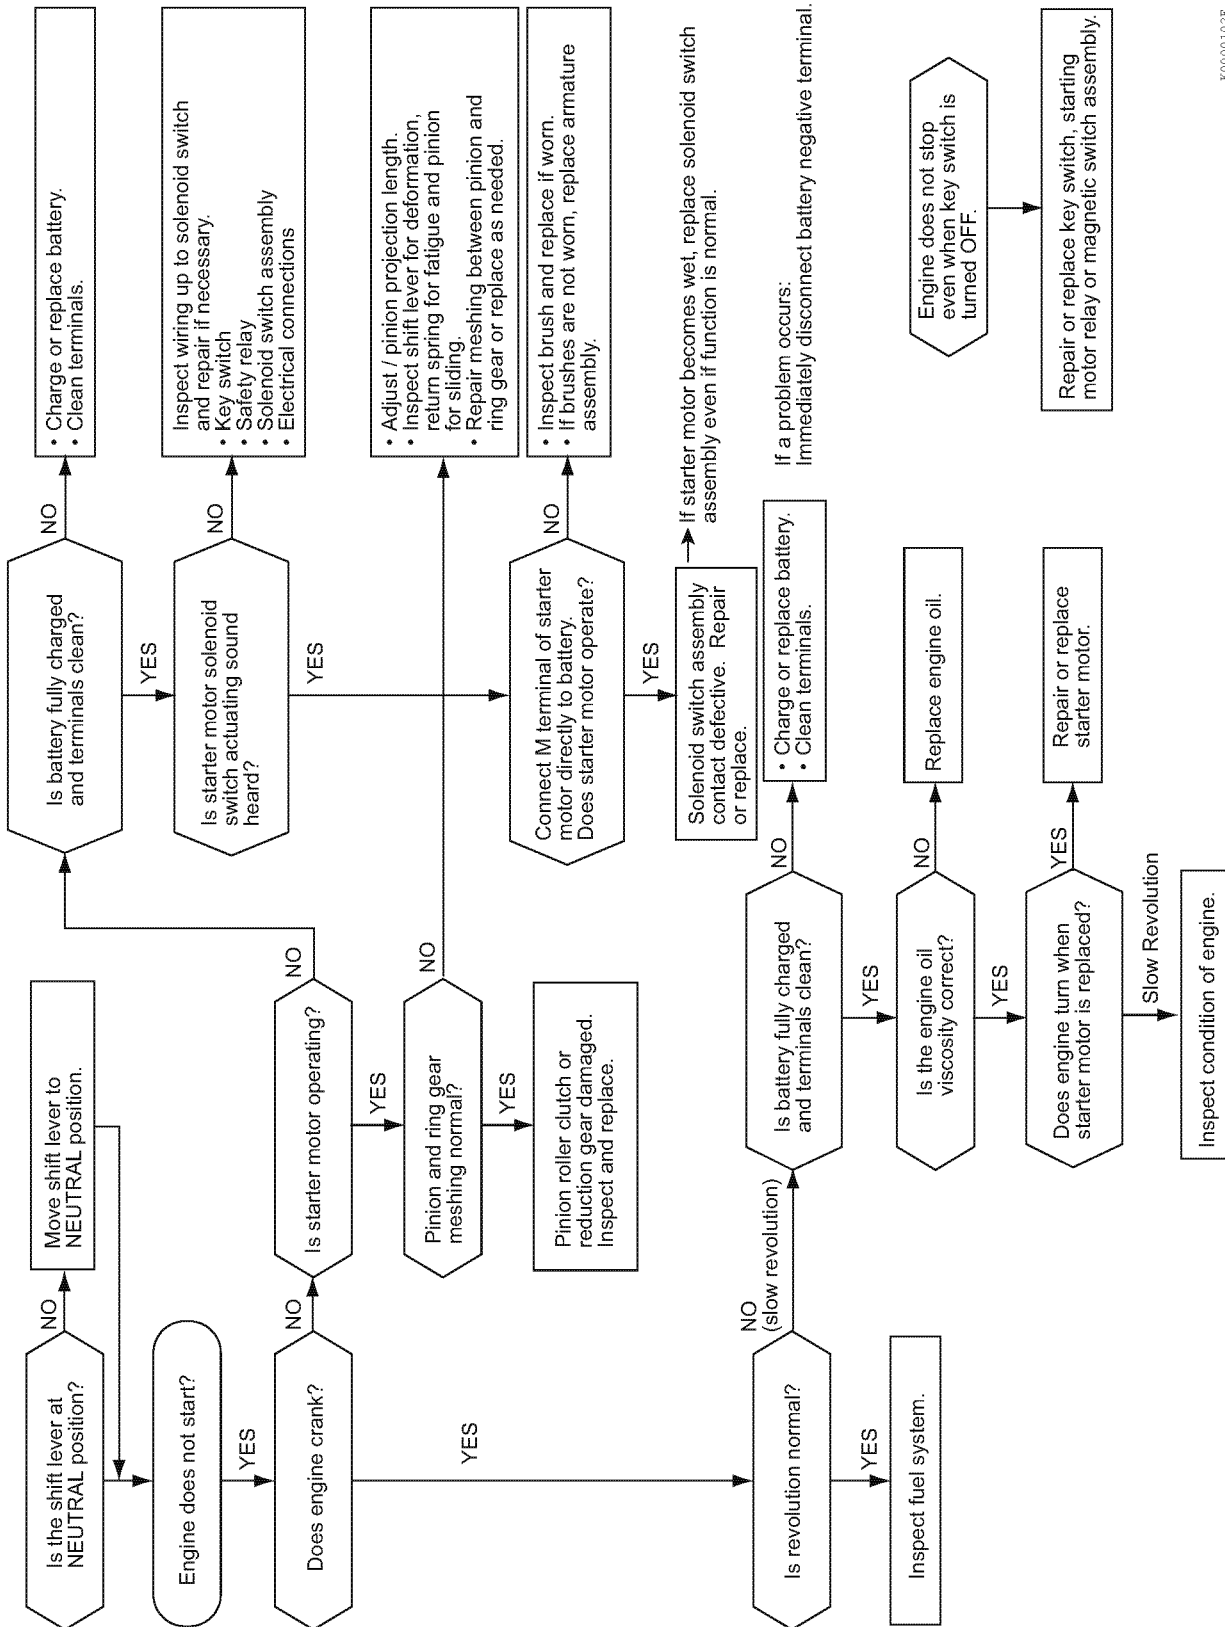 Is the shift lever at
NEUTRAL position?
NO
Move shift lever to
NEUTRAL position.
Engine does not start?
YES
Does engine crank?
NO
Is starter motor operating?
NO
Is battery fully charged
and terminals clean?
NO
• Charge or replace battery.
• Clean terminals.
YES
Is starter motor solenoid
switch actuating sound
heard?
NO
Inspect wiring up to solenoid switch
and repair if necessary.
• Key switch
• Safety relay
• Solenoid switch assembly
• Electrical connections
YES
YES
Pinion and ring gear
meshing normal?
NO
• Adjust / pinion projection length.
• Inspect shift lever for deformation,
return spring for fatigue and pinion
for sliding.
• Repair meshing between pinion and
ring gear or replace as needed.
YES
Pinion roller clutch or
reduction gear damaged.
Inspect and replace.
Connect M terminal of starter
motor directly to battery.
Does starter motor operate?
NO
• Inspect brush and replace if worn.
• If brushes are not worn, replace armature
assembly.
YES
Solenoid switch assembly
contact defective. Repair
or replace.
If starter motor becomes wet, replace solenoid switch
assembly even if function is normal.
If a problem occurs:
Immediately disconnect battery negative terminal.
YES
Is revolution normal?
NO
(slow revolution)
Is battery fully charged
and terminals clean?
NO
• Charge or replace battery.
• Clean terminals.
YES
Inspect fuel system.
YES
Is the engine oil
viscosity correct?
NO
Replace engine oil.
YES
Does engine turn when
starter motor is replaced?
YES
Repair or replace
starter motor.
Slow Revolution
Inspect condition of engine.
Engine does not stop
even when key switch is
turned OFF.
Repair or replace key switch, starting
motor relay or magnetic switch assembly.